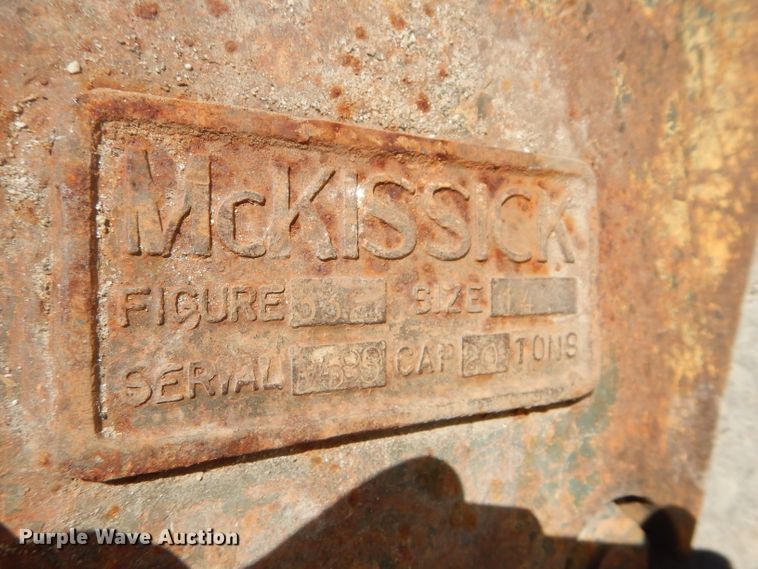 McKISSICK
FIGURE SIZE 14
SERIAL CAP 20 TONS
Purple Wave Auction